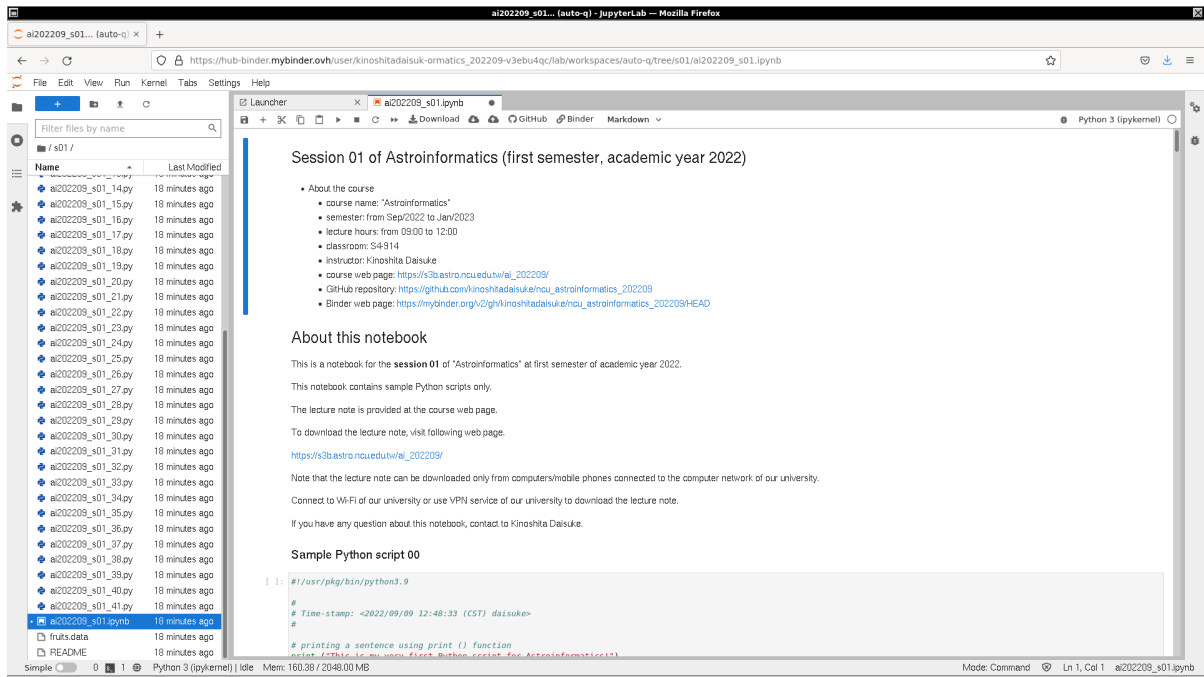 ai202209_s01... (auto-q) - JupyterLab — Mozilla Firefox
ai202209_s01... (auto-q)
https://hub-binder.mybinder.ovh/user/kinoshitadaisuk-ormatics_202209-v3ebu4qc/lab/workspaces/auto-q/tree/s01/ai202209_s01.ipynb
File Edit View Run Kernel Tabs Settings Help
Launcher
ai202209_s01.ipynb
Download GitHub Binder Markdown Python 3 (ipykernel)
Filter files by name
/ s01 /
Name Last Modified
ai202209_s01_14.py 18 minutes ago
ai202209_s01_15.py 18 minutes ago
ai202209_s01_16.py 18 minutes ago
ai202209_s01_17.py 18 minutes ago
ai202209_s01_18.py 18 minutes ago
ai202209_s01_19.py 18 minutes ago
ai202209_s01_20.py 18 minutes ago
ai202209_s01_21.py 18 minutes ago
ai202209_s01_22.py 18 minutes ago
ai202209_s01_23.py 18 minutes ago
ai202209_s01_24.py 18 minutes ago
ai202209_s01_25.py 18 minutes ago
ai202209_s01_26.py 18 minutes ago
ai202209_s01_27.py 18 minutes ago
ai202209_s01_28.py 18 minutes ago
ai202209_s01_29.py 18 minutes ago
ai202209_s01_30.py 18 minutes ago
ai202209_s01_31.py 18 minutes ago
ai202209_s01_32.py 18 minutes ago
ai202209_s01_33.py 18 minutes ago
ai202209_s01_34.py 18 minutes ago
ai202209_s01_35.py 18 minutes ago
ai202209_s01_36.py 18 minutes ago
ai202209_s01_37.py 18 minutes ago
ai202209_s01_38.py 18 minutes ago
ai202209_s01_39.py 18 minutes ago
ai202209_s01_40.py 18 minutes ago
ai202209_s01_41.py 18 minutes ago
ai202209_s01.ipynb 18 minutes ago
fruits.data 18 minutes ago
README 18 minutes ago
Session 01 of Astroinformatics (first semester, academic year 2022)
• About the course
▪ course name: "Astroinformatics"
▪ semester: from Sep/2022 to Jan/2023
▪ lecture hours: from 09:00 to 12:00
▪ classroom: S4-914
▪ instructor: Kinoshita Daisuke
▪ course web page: https://s3b.astro.ncu.edu.tw/ai_202209/
▪ GitHub repository: https://github.com/kinoshitadaisuke/ncu_astroinformatics_202209
▪ Binder web page: https://mybinder.org/v2/gh/kinoshitadaisuke/ncu_astroinformatics_202209/HEAD
About this notebook
This is a notebook for the session 01 of "Astroinformatics" at first semester of academic year 2022.
This notebook contains sample Python scripts only.
The lecture note is provided at the course web page.
To download the lecture note, visit following web page.
https://s3b.astro.ncu.edu.tw/ai_202209/
Note that the lecture note can be downloaded only from computers/mobile phones connected to the computer network of our university.
Connect to Wi-Fi of our university or use VPN service of our university to download the lecture note.
If you have any question about this notebook, contact to Kinoshita Daisuke.
Sample Python script 00
[ ]: #!/usr/pkg/bin/python3.9
#
# Time-stamp: <2022/09/09 12:48:33 (CST) daisuke>
#
# printing a sentence using print () function
print ("This is my very first Python script for Astroinformatics!")
Simple 0 1 Python 3 (ipykernel) | Idle Mem: 160.38 / 2048.00 MB Mode: Command Ln 1, Col 1 ai202209_s01.ipynb